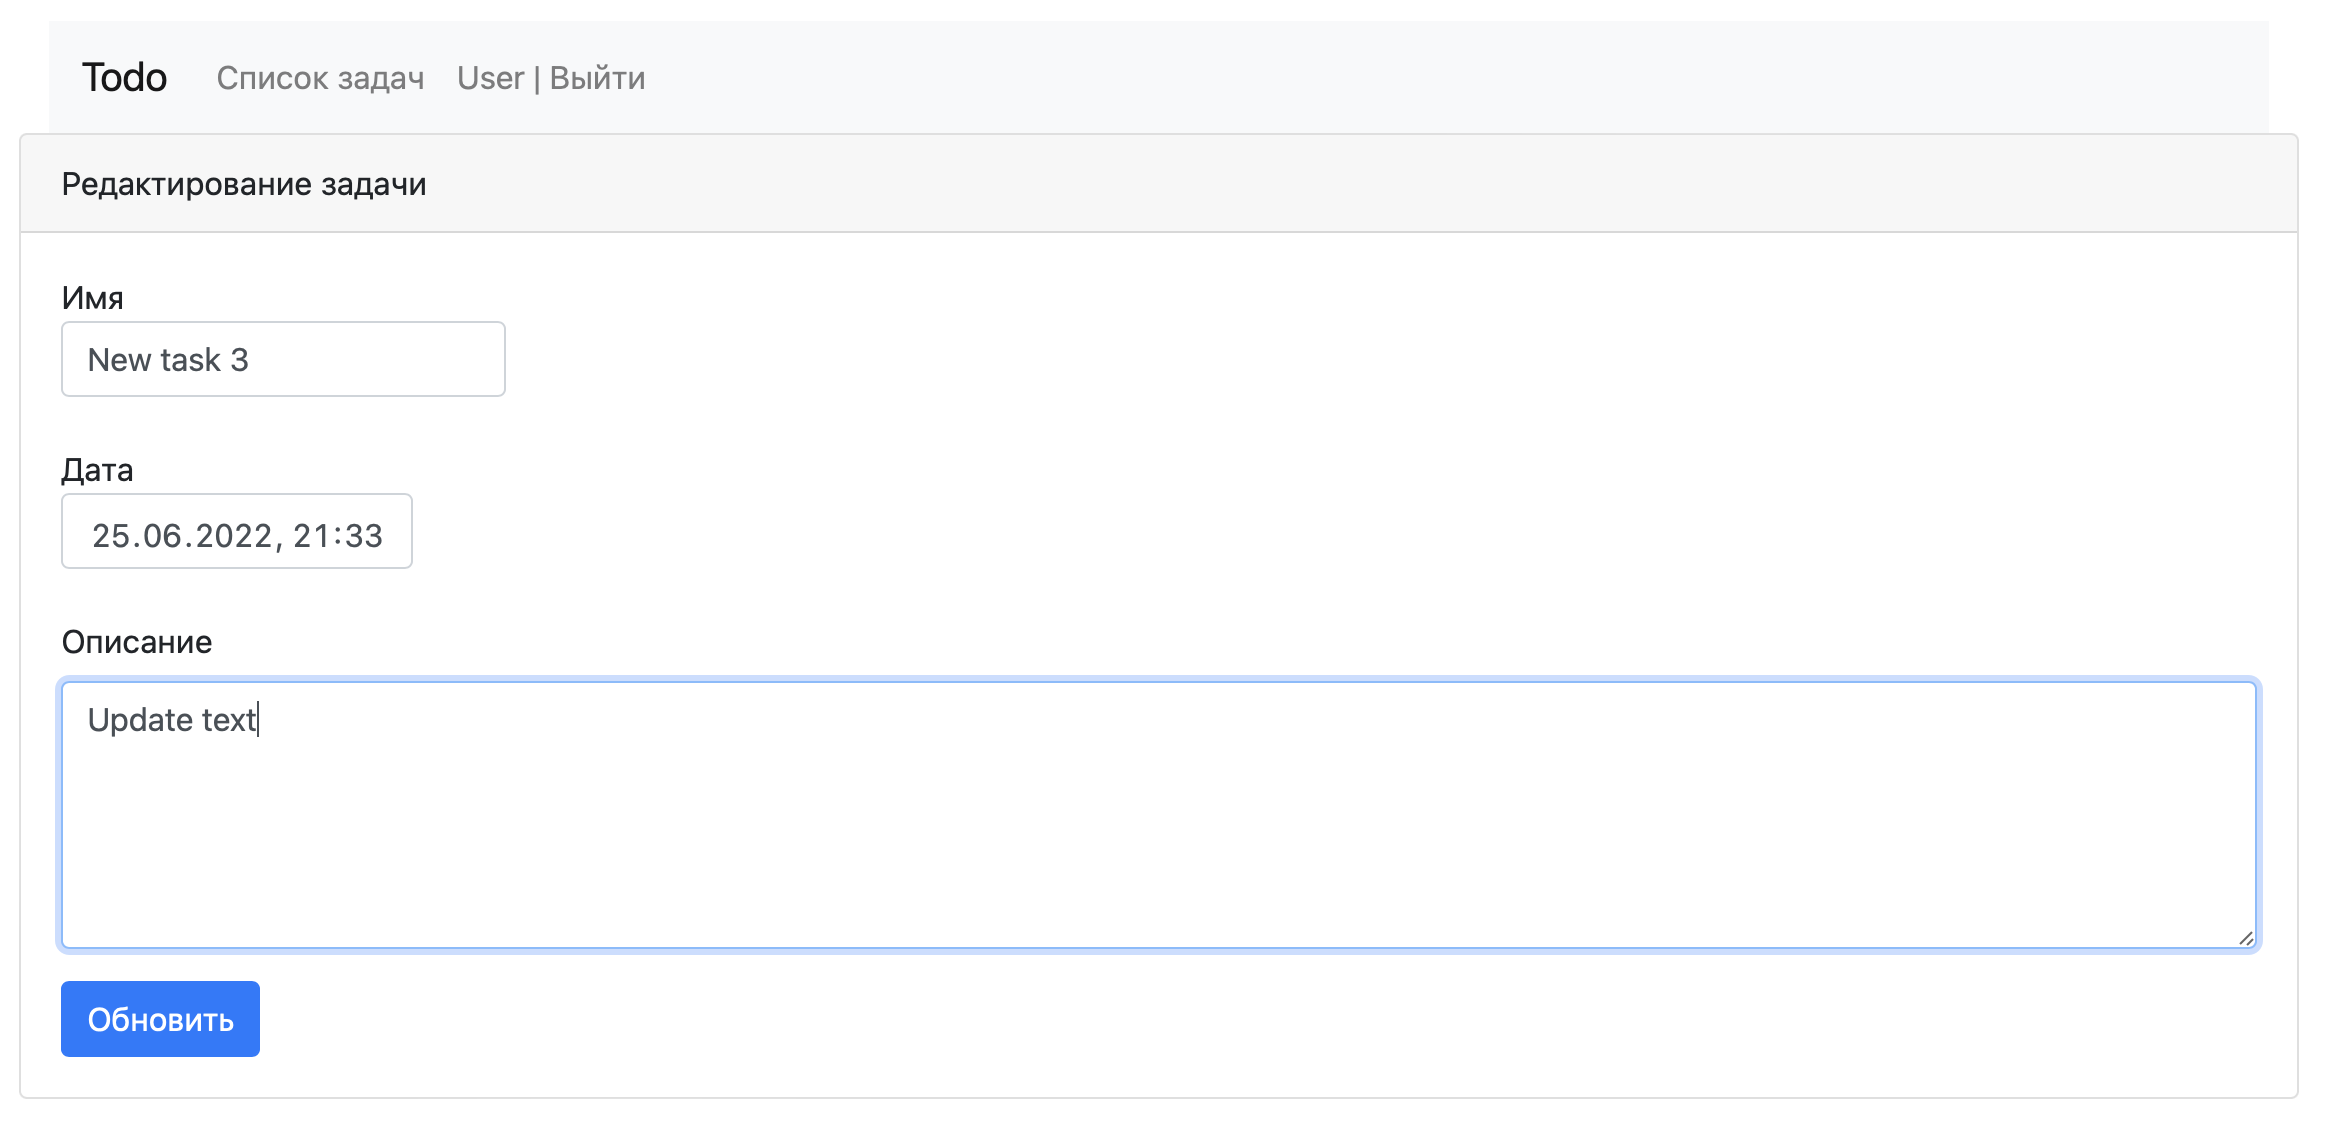 Todo Список задач User | Выйти
Редактирование задачи
Имя
New task 3
Дата
25.06.2022, 21:33
Описание
Update text
Обновить